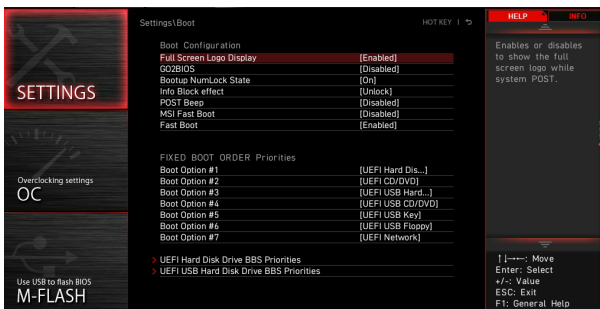 Settings\Boot
HOT KEY | ⮌
HELP
INFO
SETTINGS
Overclocking settings
OC
Use USB to flash BIOS
M-FLASH
Boot Configuration
Full Screen Logo Display [Enabled]
GO2BIOS [Disabled]
Bootup NumLock State [On]
Info Block effect [Unlock]
POST Beep [Disabled]
MSI Fast Boot [Disabled]
Fast Boot [Enabled]
FIXED BOOT ORDER Priorities
Boot Option #1 [UEFI Hard Dis...]
Boot Option #2 [UEFI CD/DVD]
Boot Option #3 [UEFI USB Hard...]
Boot Option #4 [UEFI USB CD/DVD]
Boot Option #5 [UEFI USB Key]
Boot Option #6 [UEFI USB Floppy]
Boot Option #7 [UEFI Network]
> UEFI Hard Disk Drive BBS Priorities
> UEFI USB Hard Disk Drive BBS Priorities
Enables or disables
to show the full
screen logo while
system POST.
↑↓→←: Move
Enter: Select
+/-: Value
ESC: Exit
F1: General Help